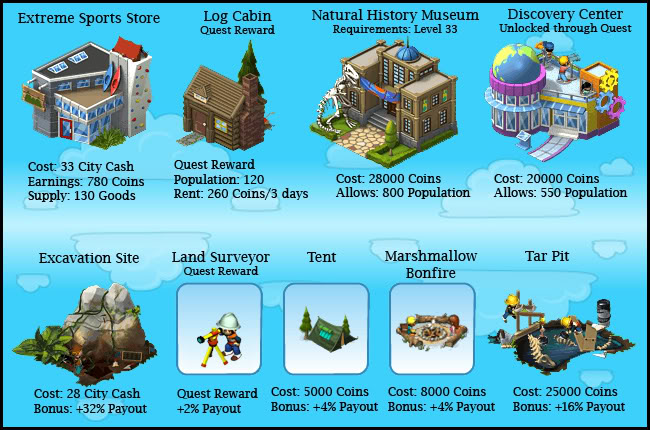 Extreme Sports Store
Log Cabin
Quest Reward
Natural History Museum
Requirements: Level 33
Discovery Center
Unlocked through Quest
Cost: 33 City Cash
Earnings: 780 Coins
Supply: 130 Goods
Quest Reward
Population: 120
Rent: 260 Coins/3 days
Cost: 28000 Coins
Allows: 800 Population
Cost: 20000 Coins
Allows: 550 Population
Excavation Site
Land Surveyor
Quest Reward
Tent
Marshmallow
Bonfire
Tar Pit
Cost: 28 City Cash
Bonus: +32% Payout
Quest Reward
+2% Payout
Cost: 5000 Coins
Bonus: +4% Payout
Cost: 8000 Coins
Bonus: +4% Payout
Cost: 25000 Coins
Bonus: +16% Payout